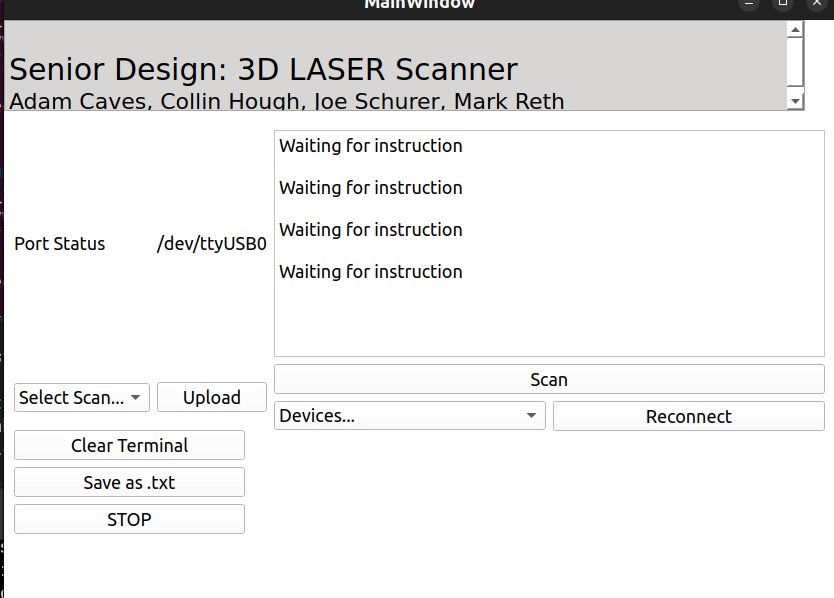 MainWindow
Senior Design: 3D LASER Scanner
Adam Caves, Collin Hough, Joe Schurer, Mark Reth
Waiting for instruction
Waiting for instruction
Waiting for instruction
Waiting for instruction
Port Status /dev/ttyUSB0
Scan
Select Scan... Upload
Devices... Reconnect
Clear Terminal
Save as .txt
STOP